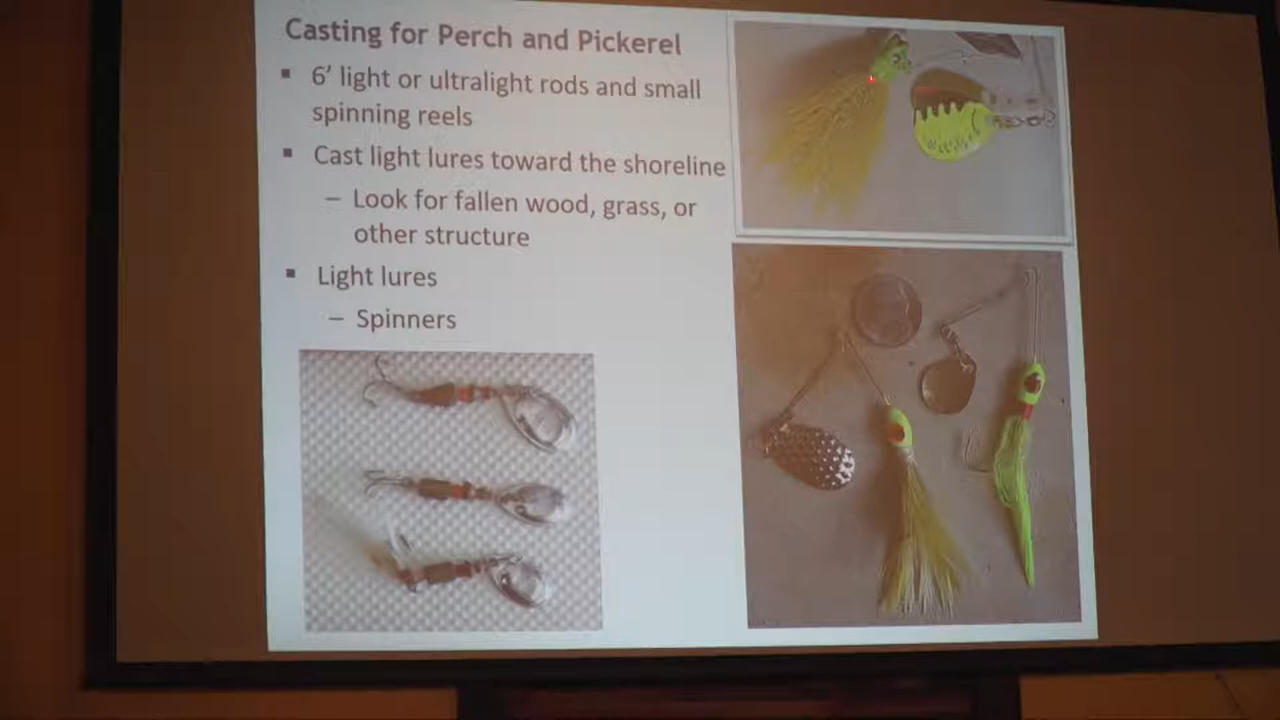 Casting for Perch and Pickerel
▪ 6’ light or ultralight rods and small
spinning reels
▪ Cast light lures toward the shoreline
– Look for fallen wood, grass, or
other structure
▪ Light lures
– Spinners